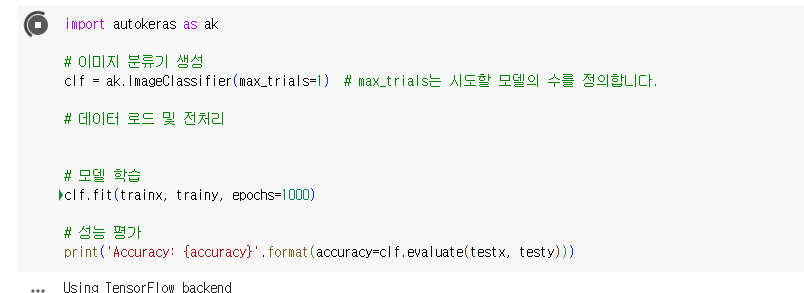 import autokeras as ak
# 이미지 분류기 생성
clf = ak.ImageClassifier(max_trials=1)  # max_trials는 시도할 모델의 수를 정의합니다.
# 데이터 로드 및 전처리
# 모델 학습
clf.fit(trainx, trainy, epochs=1000)
# 성능 평가
print('Accuracy: {accuracy}'.format(accuracy=clf.evaluate(testx, testy)))
Using TensorFlow backend